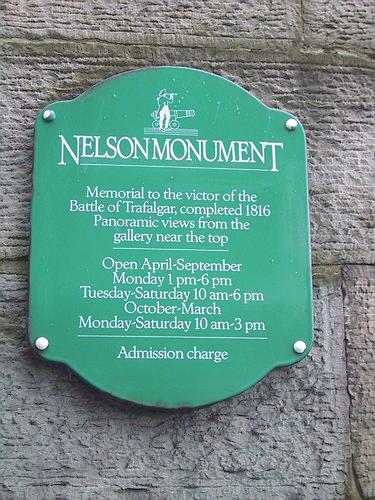 NELSON MONUMENT
Memorial to the victor of the
Battle of Trafalgar, completed 1816
Panoramic views from the
gallery near the top
Open April-September
Monday 1 pm-6 pm
Tuesday-Saturday 10 am-6 pm
October-March
Monday-Saturday 10 am-3 pm
Admission charge